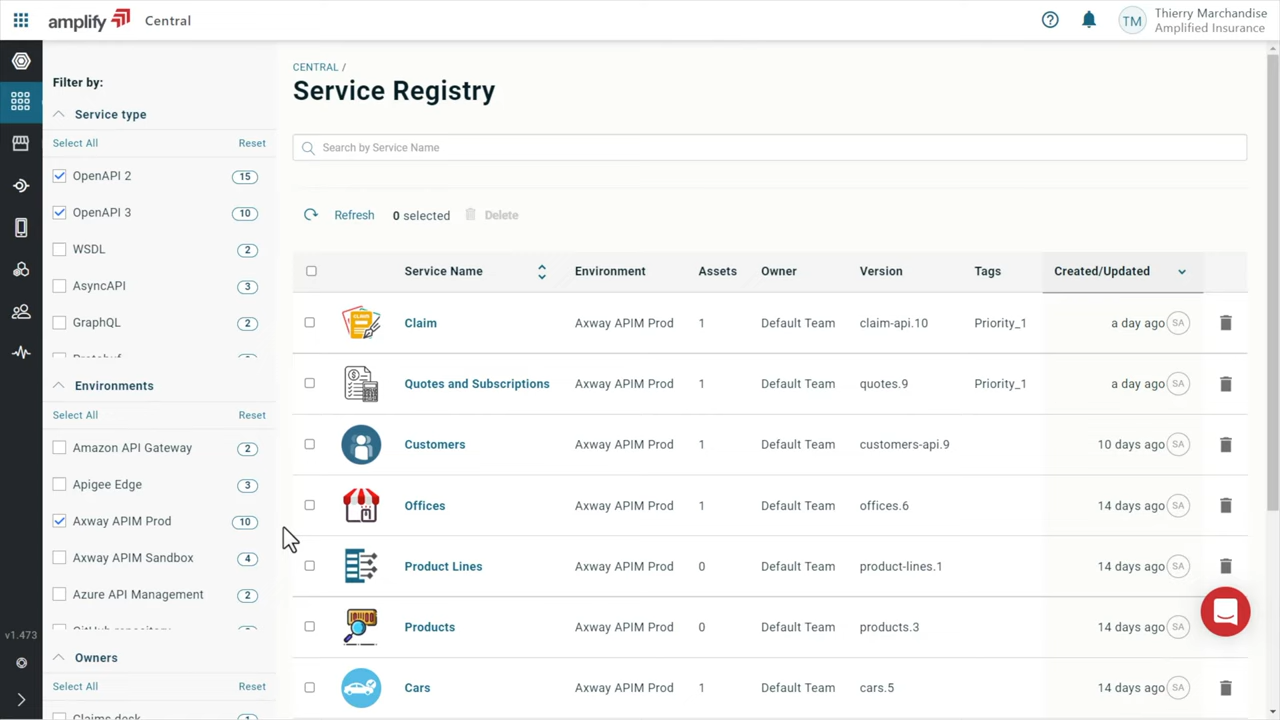 amplify Central
Thierry Marchandise
TM
Amplified Insurance
Filter by:
Service type
Select All Reset
OpenAPI 2 15
OpenAPI 3 10
WSDL 2
AsyncAPI 3
GraphQL 2
Protobuf
Environments
Select All Reset
Amazon API Gateway 2
Apigee Edge 3
Axway APIM Prod 10
Axway APIM Sandbox 4
Azure API Management 2
GitHub repository
Owners
Select All Reset
Claims desk 1
v1.473
CENTRAL /
Service Registry
Search by Service Name
Refresh 0 selected Delete
Service Name Environment Assets Owner Version Tags Created/Updated
Claim Axway APIM Prod 1 Default Team claim-api.10 Priority_1 a day ago SA
Quotes and Subscriptions Axway APIM Prod 1 Default Team quotes.9 Priority_1 a day ago SA
Customers Axway APIM Prod 1 Default Team customers-api.9 10 days ago SA
Offices Axway APIM Prod 1 Default Team offices.6 14 days ago SA
Product Lines Axway APIM Prod 0 Default Team product-lines.1 14 days ago SA
Products Axway APIM Prod 0 Default Team products.3 14 days ago SA
Cars Axway APIM Prod 1 Default Team cars.5 14 days ago SA